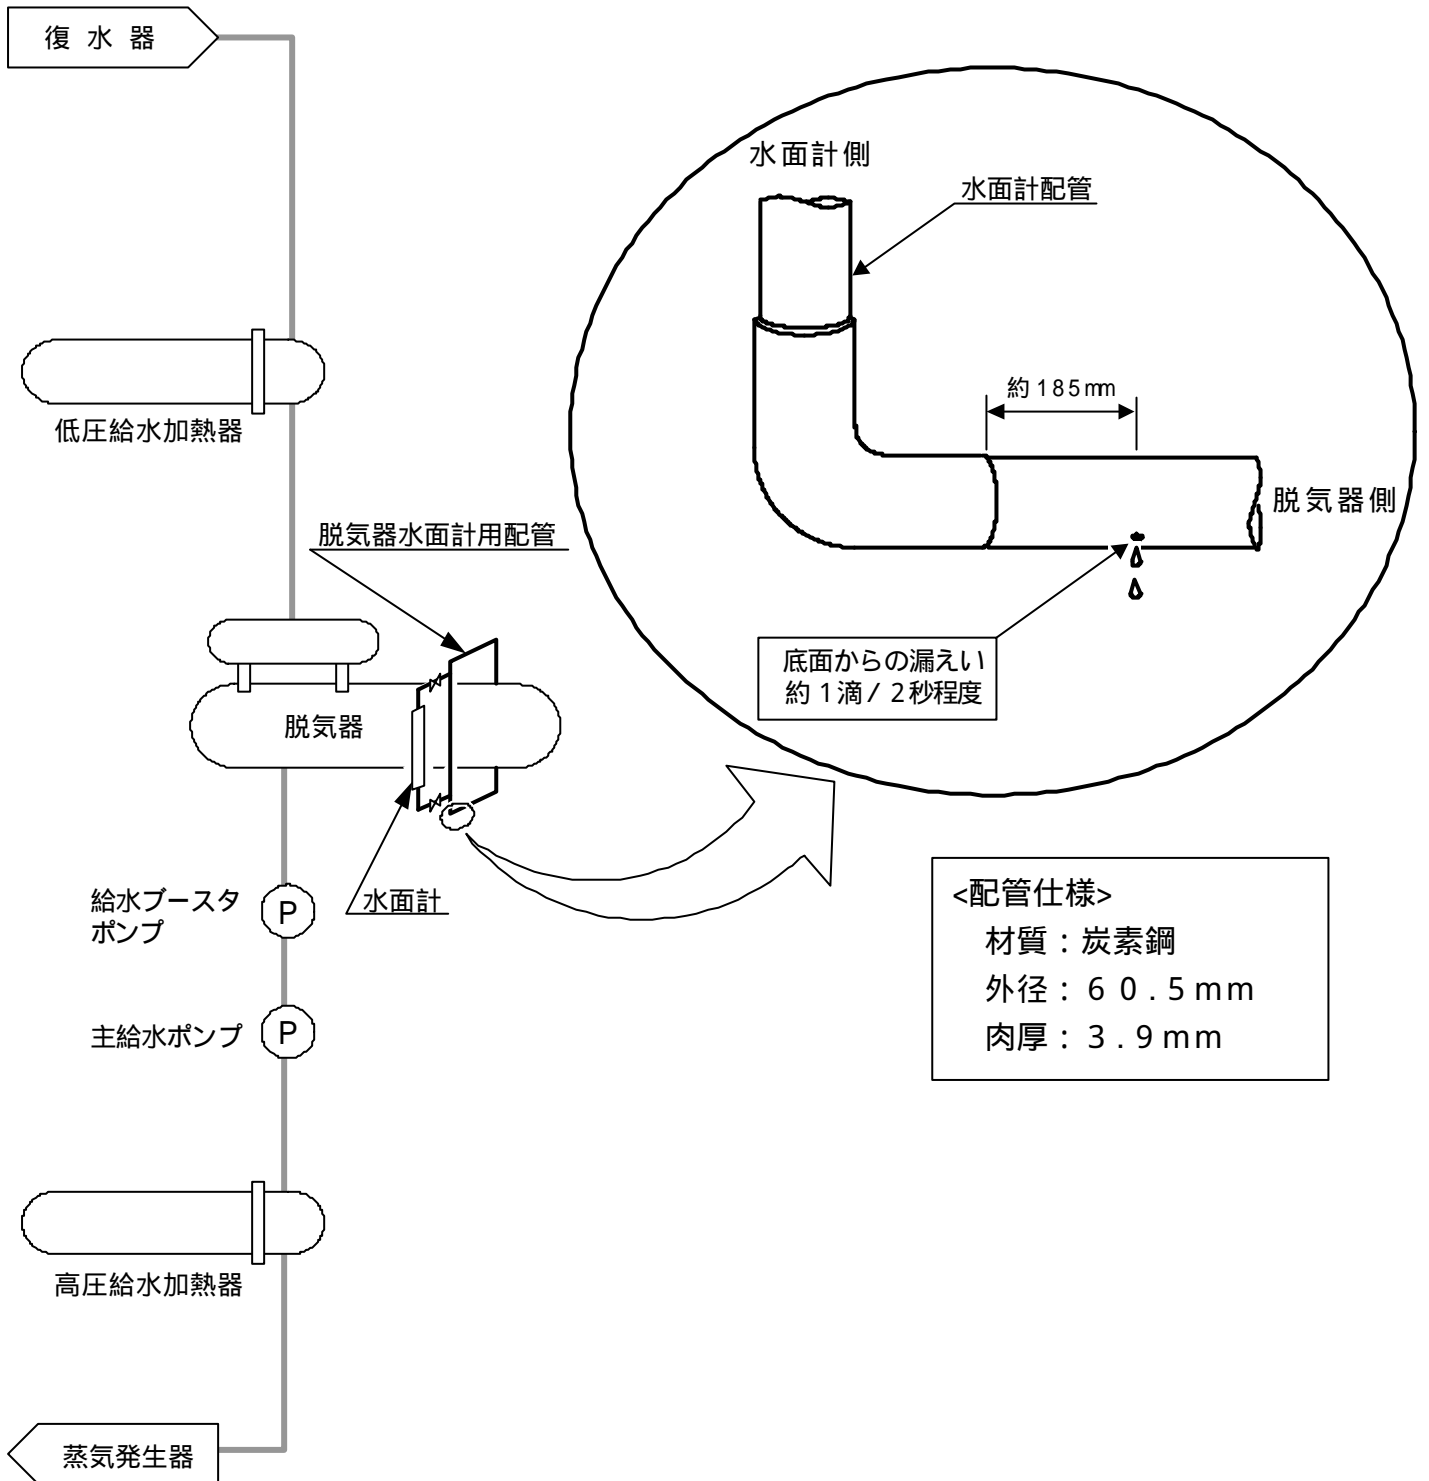 復 水 器
水面計側
水面計配管
約185mm
低圧給水加熱器
脱気器側
脱気器水面計用配管
底面からの漏えい
約1滴/2秒程度
脱気器
水面計
給水ブースタ
ポンプ
P
<配管仕様>
材質：炭素鋼
外径：６０.５mm
肉厚：３.９mm
主給水ポンプ
P
高圧給水加熱器
蒸気発生器